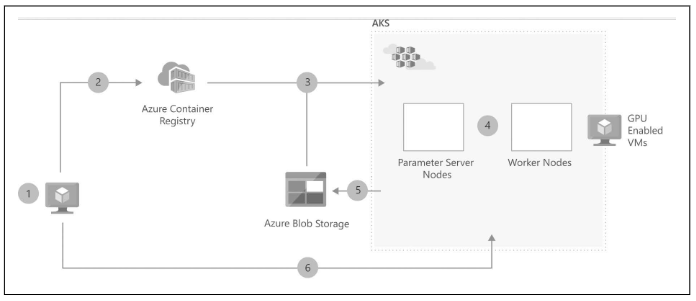 AKS
2
3
Azure Container
Registry
4
GPU
Enabled
VMs
Parameter Server
Nodes
Worker Nodes
1
5
Azure Blob Storage
6